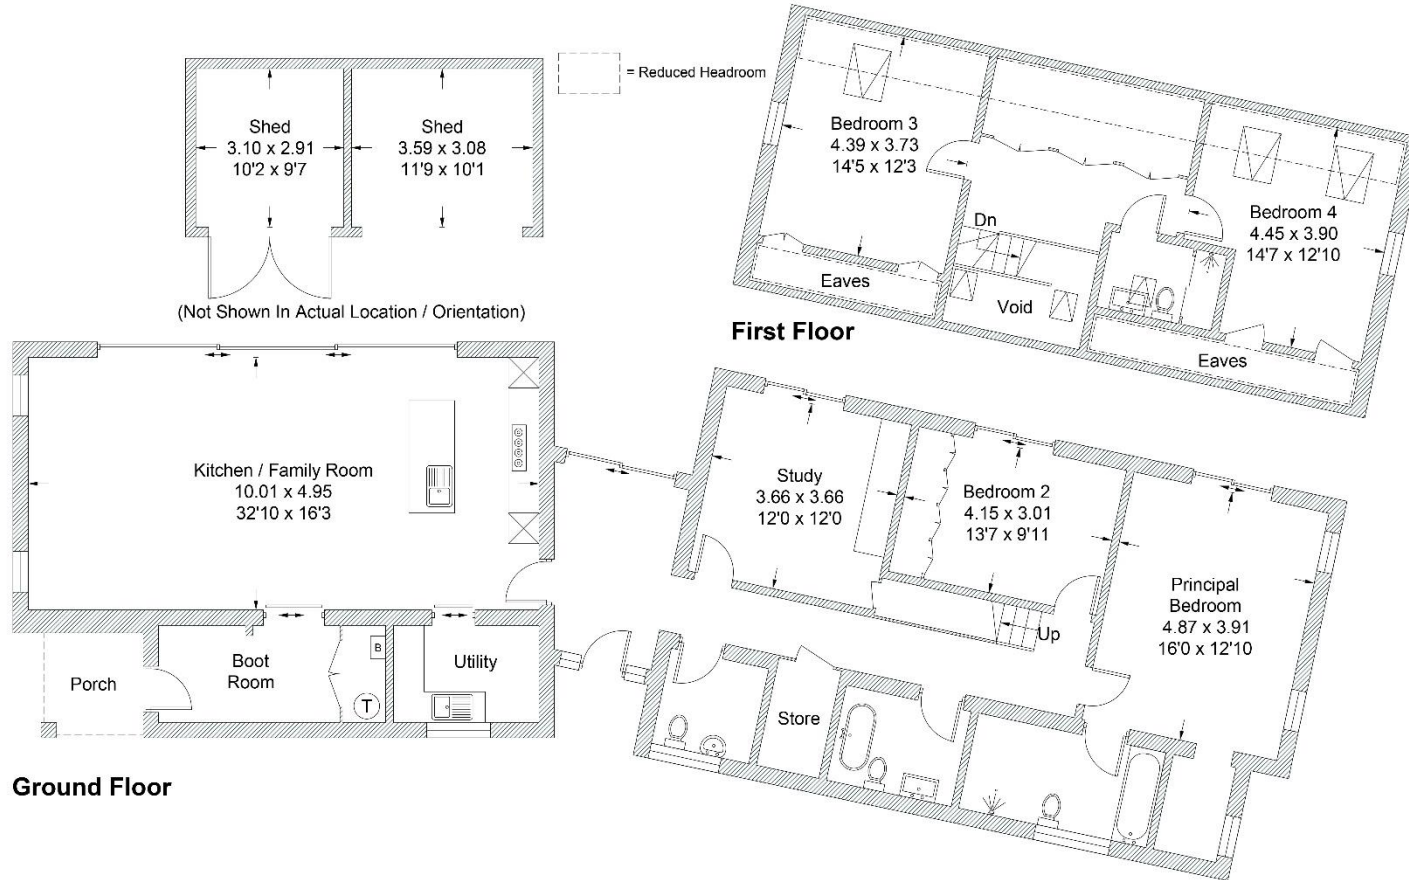 = Reduced Headroom
Shed
3.10 x 2.91
10'2 x 9'7
Shed
3.59 x 3.08
11'9 x 10'1
(Not Shown In Actual Location / Orientation)
Bedroom 3
4.39 x 3.73
14'5 x 12'3
Dn
Bedroom 4
4.45 x 3.90
14'7 x 12'10
Eaves
Void
Eaves
First Floor
Kitchen / Family Room
10.01 x 4.95
32'10 x 16'3
Study
3.66 x 3.66
12'0 x 12'0
Bedroom 2
4.15 x 3.01
13'7 x 9'11
Principal
Bedroom
4.87 x 3.91
16'0 x 12'10
Up
Porch
Boot
Room
B
T
Utility
Store
Ground Floor